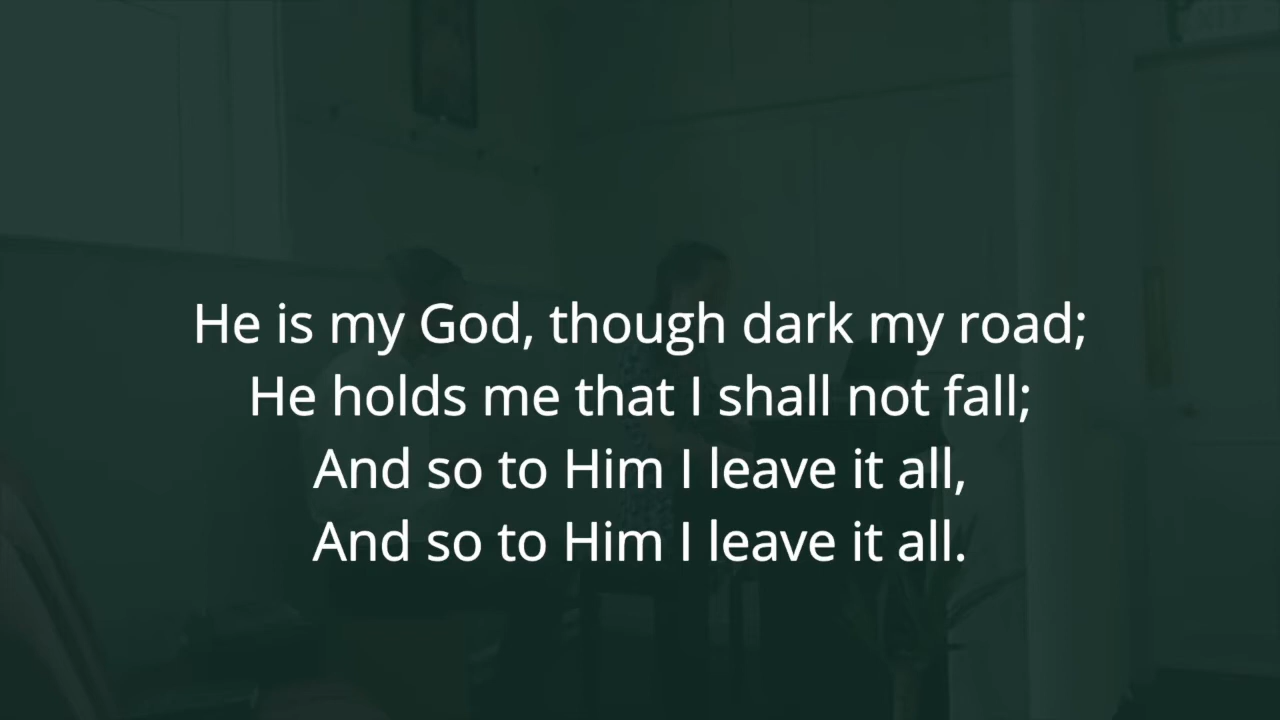 He is my God, though dark my road;
He holds me that I shall not fall;
And so to Him I leave it all,
And so to Him I leave it all.